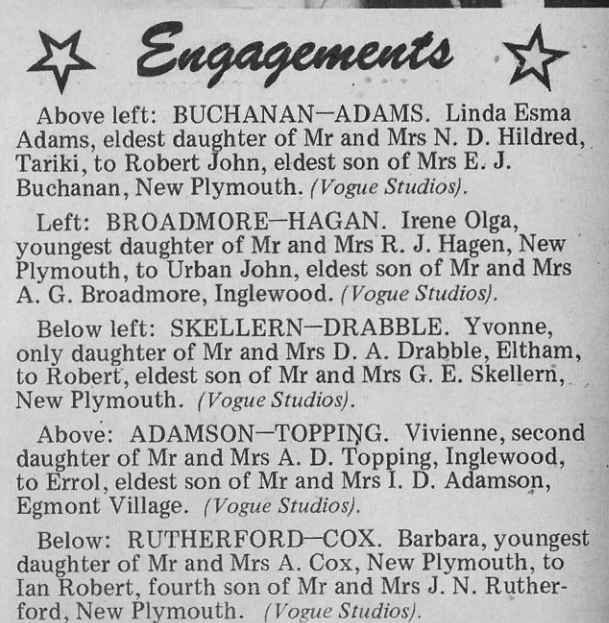 Engagements
Above left: BUCHANAN—ADAMS. Linda Esma
Adams, eldest daughter of Mr and Mrs N. D. Hildred,
Tariki, to Robert John, eldest son of Mrs E. J.
Buchanan, New Plymouth. (Vogue Studios).
Left: BROADMORE—HAGAN. Irene Olga,
youngest daughter of Mr and Mrs R. J. Hagen, New
Plymouth, to Urban John, eldest son of Mr and Mrs
A. G. Broadmore, Inglewood. (Vogue Studios).
Below left: SKELLERN—DRABBLE. Yvonne,
only daughter of Mr and Mrs D. A. Drabble, Eltham,
to Robert, eldest son of Mr and Mrs G. E. Skellern,
New Plymouth. (Vogue Studios).
Above: ADAMSON—TOPPING. Vivienne, second
daughter of Mr and Mrs A. D. Topping, Inglewood,
to Errol, eldest son of Mr and Mrs I. D. Adamson,
Egmont Village. (Vogue Studios).
Below: RUTHERFORD—COX. Barbara, youngest
daughter of Mr and Mrs A. Cox, New Plymouth, to
Ian Robert, fourth son of Mr and Mrs J. N. Ruther-
ford, New Plymouth. (Vogue Studios).